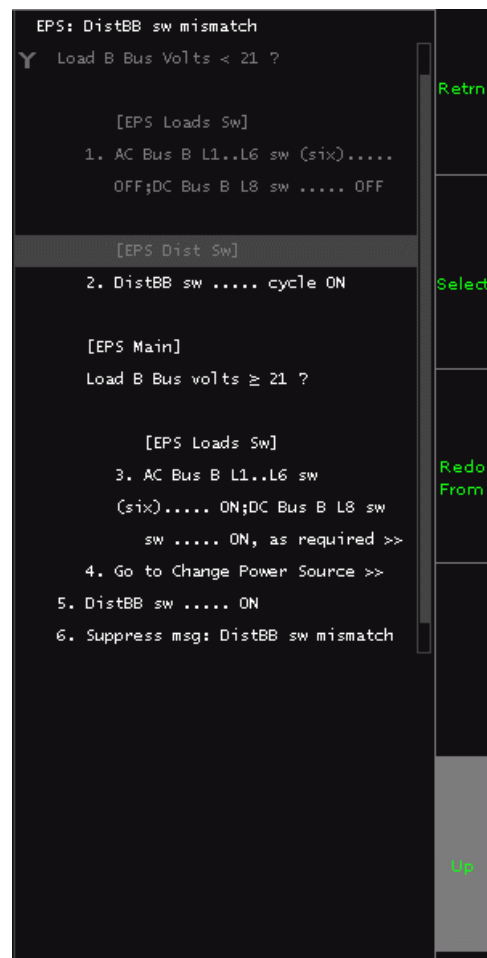 EPS: DistBB sw mismatch
Y Load B Bus Volts < 21 ?
Retrn
[EPS Loads Sw]
1. AC Bus B L1..L6 sw (six).....
OFF;DC Bus B L8 sw ..... OFF
[EPS Dist Sw]
2. DistBB sw ..... cycle ON
Select
[EPS Main]
Load B Bus volts ≥ 21 ?
[EPS Loads Sw]
3. AC Bus B L1..L6 sw
(six)..... ON;DC Bus B L8 sw
sw ..... ON, as required >>
Redo
From
4. Go to Change Power Source >>
5. DistBB sw ..... ON
6. Suppress msg: DistBB sw mismatch
Up